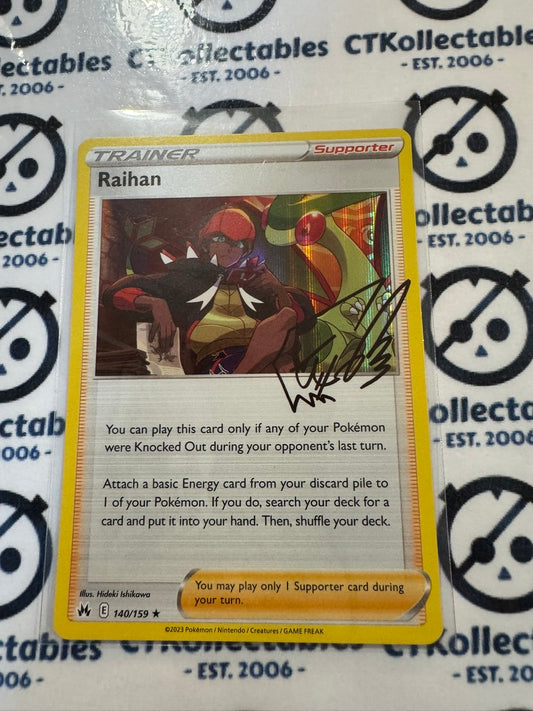 CTKollectables
- EST. 2006 -
TRAINER
Supporter
Raihan
You can play this card only if any of your Pokémon
were Knocked Out during your opponent's last turn.
Attach a basic Energy card from your discard pile to
1 of your Pokémon. If you do, search your deck for a
card and put it into your hand. Then, shuffle your deck.
Illus. Hideki Ishikawa
You may play only 1 Supporter card during
your turn.
E 140/159 ★
©2023 Pokémon / Nintendo / Creatures / GAME FREAK